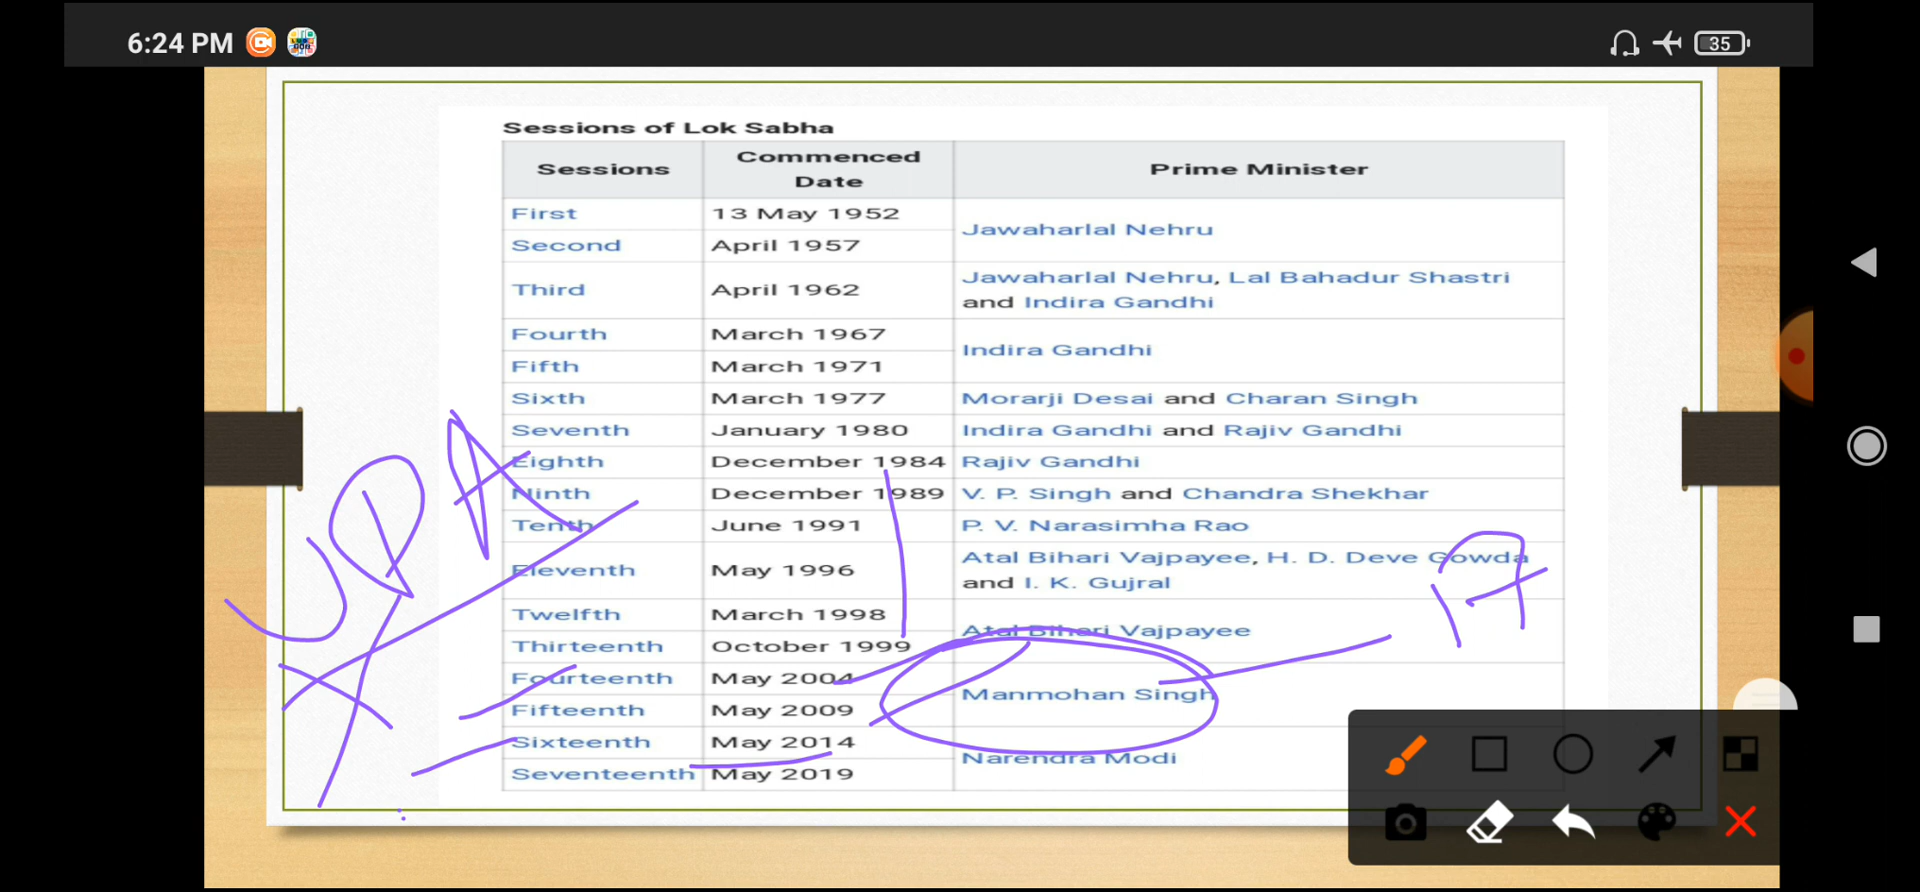 6:24 PM
35
Sessions of Lok Sabha
Sessions Commenced Date Prime Minister
First 13 May 1952 Jawaharlal Nehru
Second April 1957
Third April 1962 Jawaharlal Nehru, Lal Bahadur Shastri and Indira Gandhi
Fourth March 1967 Indira Gandhi
Fifth March 1971
Sixth March 1977 Morarji Desai and Charan Singh
Seventh January 1980 Indira Gandhi and Rajiv Gandhi
Eighth December 1984 Rajiv Gandhi
Ninth December 1989 V. P. Singh and Chandra Shekhar
Tenth June 1991 P. V. Narasimha Rao
Eleventh May 1996 Atal Bihari Vajpayee, H. D. Deve Gowda and I. K. Gujral
Twelfth March 1998 Atal Bihari Vajpayee
Thirteenth October 1999
Fourteenth May 2004 Manmohan Singh
Fifteenth May 2009
Sixteenth May 2014 Narendra Modi
Seventeenth May 2019
UPA
17